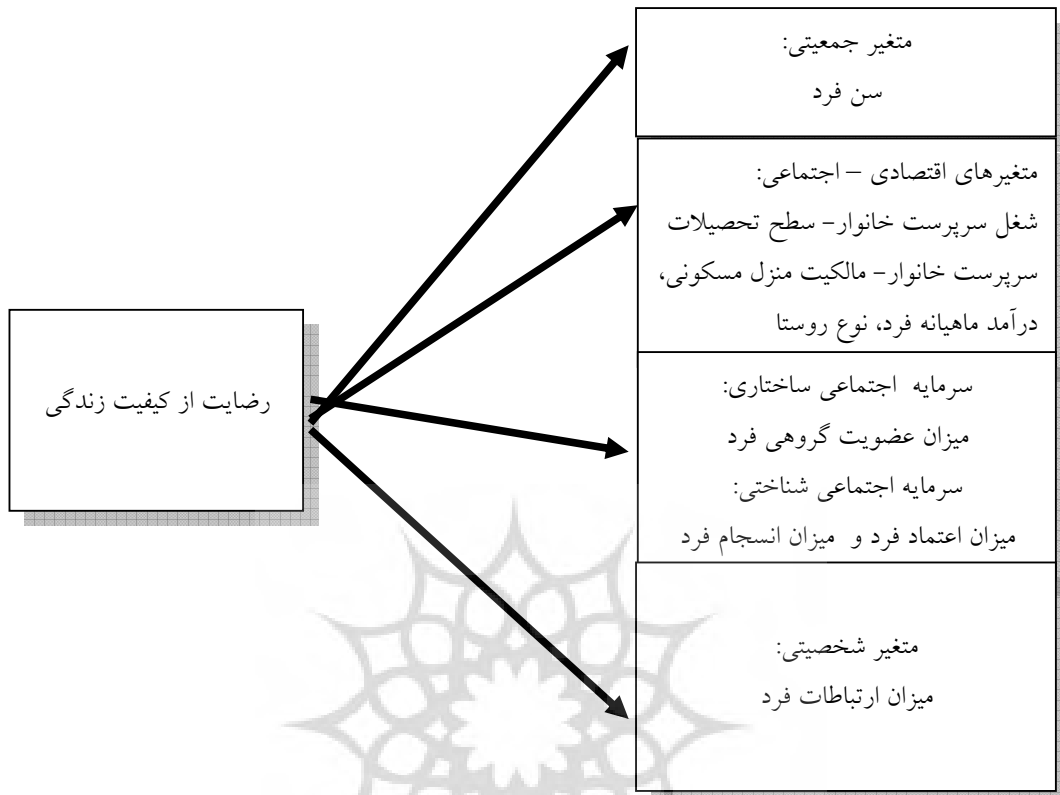 متغیر جمعیتی:
سن فرد
متغیرهای اقتصادی – اجتماعی:
شغل سرپرست خانوار- سطح تحصیلات
سرپرست خانوار- مالکیت منزل مسکونی،
درآمد ماهیانه فرد، نوع روستا
سرمایه اجتماعی ساختاری:
میزان عضویت گروهی فرد
سرمایه اجتماعی شناختی:
میزان اعتماد فرد و میزان انسجام فرد
متغیر شخصیتی:
میزان ارتباطات فرد
رضایت از کیفیت زندگی